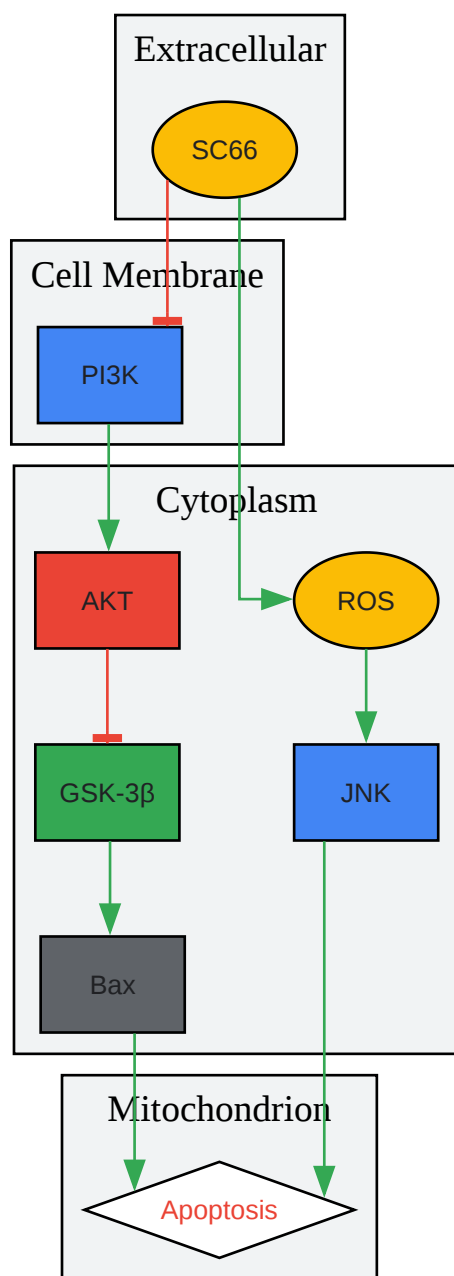 Extracellular
SC66
Cell Membrane
PI3K
Cytoplasm
AKT
ROS
GSK-3β
JNK
Bax
Mitochondrion
Apoptosis